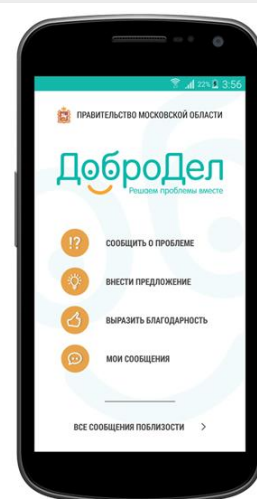 22% 3:56
ПРАВИТЕЛЬСТВО МОСКОВСКОЙ ОБЛАСТИ
ДоброДел
Решаем проблемы вместе
!? СООБЩИТЬ О ПРОБЛЕМЕ
ВНЕСТИ ПРЕДЛОЖЕНИЕ
ВЫРАЗИТЬ БЛАГОДАРНОСТЬ
МОИ СООБЩЕНИЯ
ВСЕ СООБЩЕНИЯ ПОБЛИЗОСТИ >